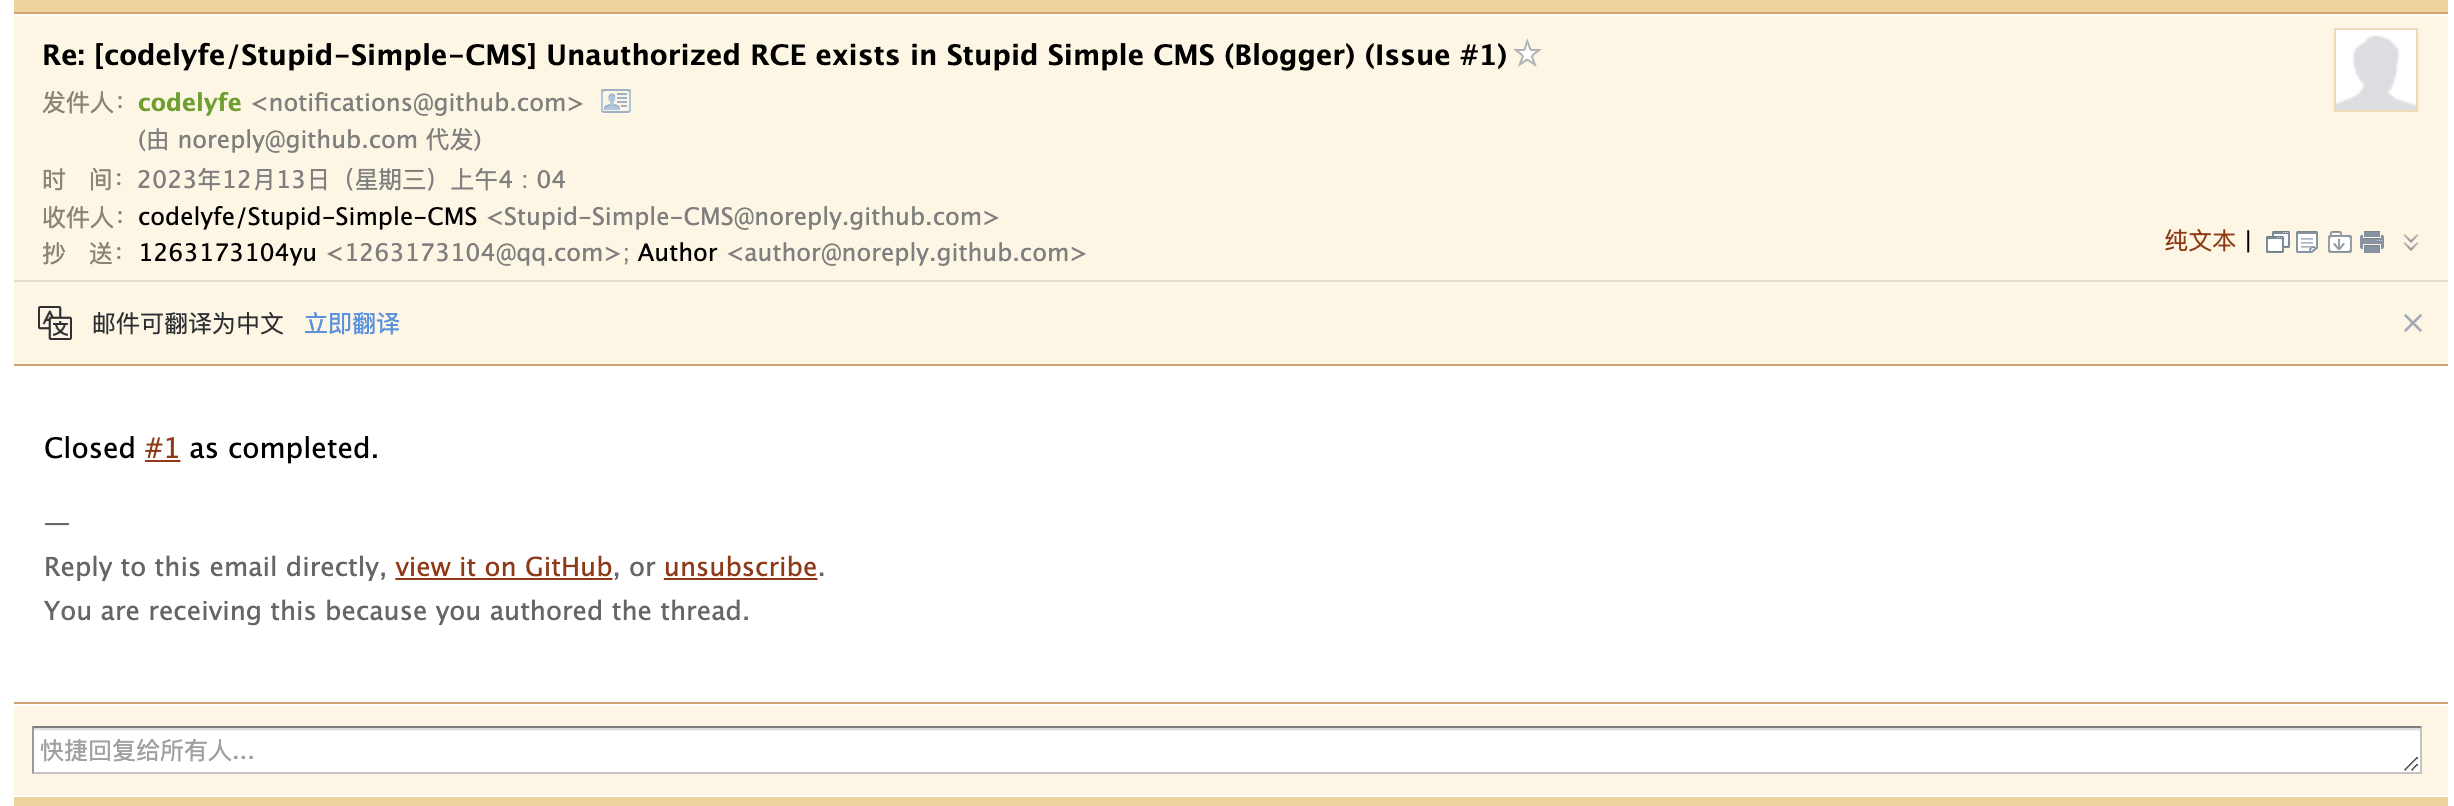 Re: [codelyfe/Stupid-Simple-CMS] Unauthorized RCE exists in Stupid Simple CMS (Blogger) (Issue #1)
发件人: codelyfe <notifications@github.com>
(由 noreply@github.com 代发)
时 间: 2023年12月13日 (星期三) 上午4:04
收件人: codelyfe/Stupid-Simple-CMS <Stupid-Simple-CMS@noreply.github.com>
抄 送: 1263173104yu <1263173104@qq.com>; Author <author@noreply.github.com>
纯文本 |
邮件可翻译为中文 立即翻译
Closed #1 as completed.
—
Reply to this email directly, view it on GitHub, or unsubscribe.
You are receiving this because you authored the thread.
快捷回复给所有人...